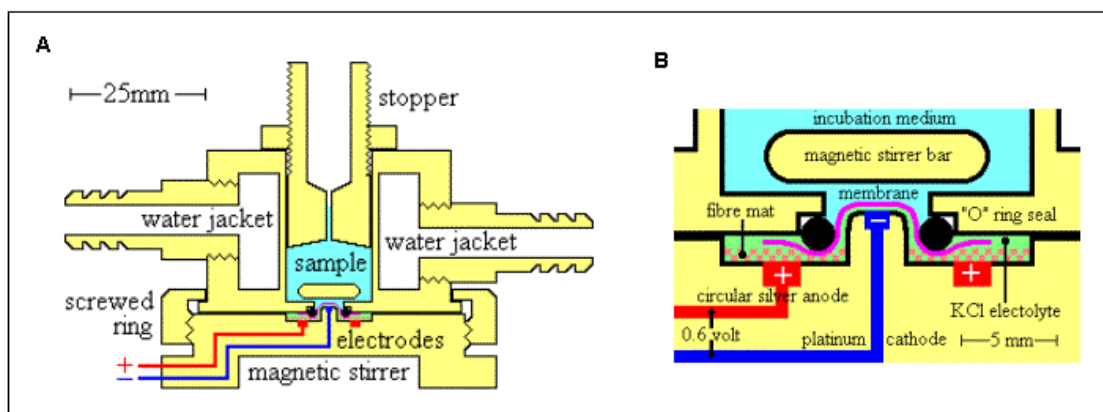 A
25mm
stopper
water jacket
water jacket
sample
screwed
ring
electrodes
+
−
magnetic stirrer
B
incubation medium
magnetic stirrer bar
membrane
fibre mat
"O" ring seal
−
+
+
circular silver anode
KCl electolyte
0.6 volt
platinum
cathode
5 mm